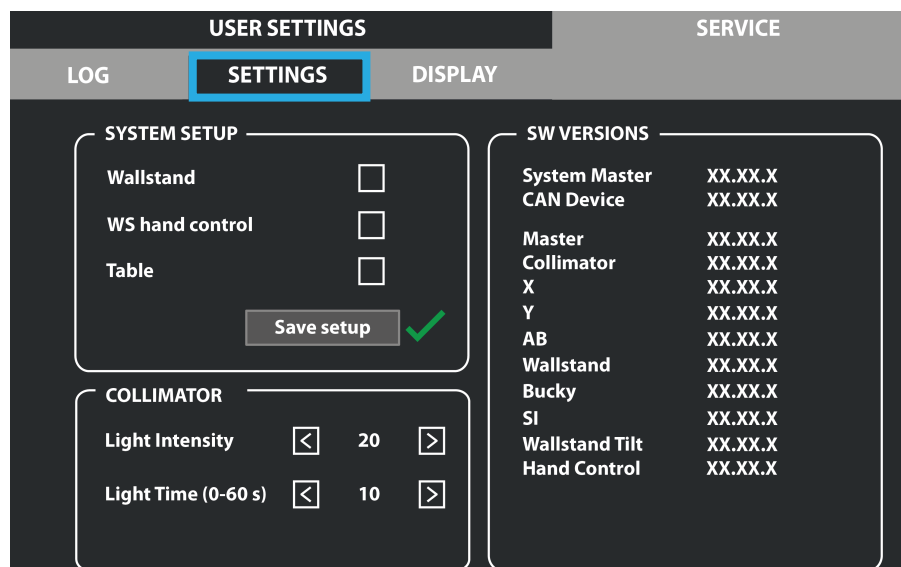 USER SETTINGS
SERVICE
LOG
SETTINGS
DISPLAY
SYSTEM SETUP
Wallstand
WS hand control
Table
Save setup
COLLIMATOR
Light Intensity < 20 >
Light Time (0-60 s) < 10 >
SW VERSIONS
System Master XX.XX.X
CAN Device XX.XX.X
Master XX.XX.X
Collimator XX.XX.X
X XX.XX.X
Y XX.XX.X
AB XX.XX.X
Wallstand XX.XX.X
Bucky XX.XX.X
SI XX.XX.X
Wallstand Tilt XX.XX.X
Hand Control XX.XX.X